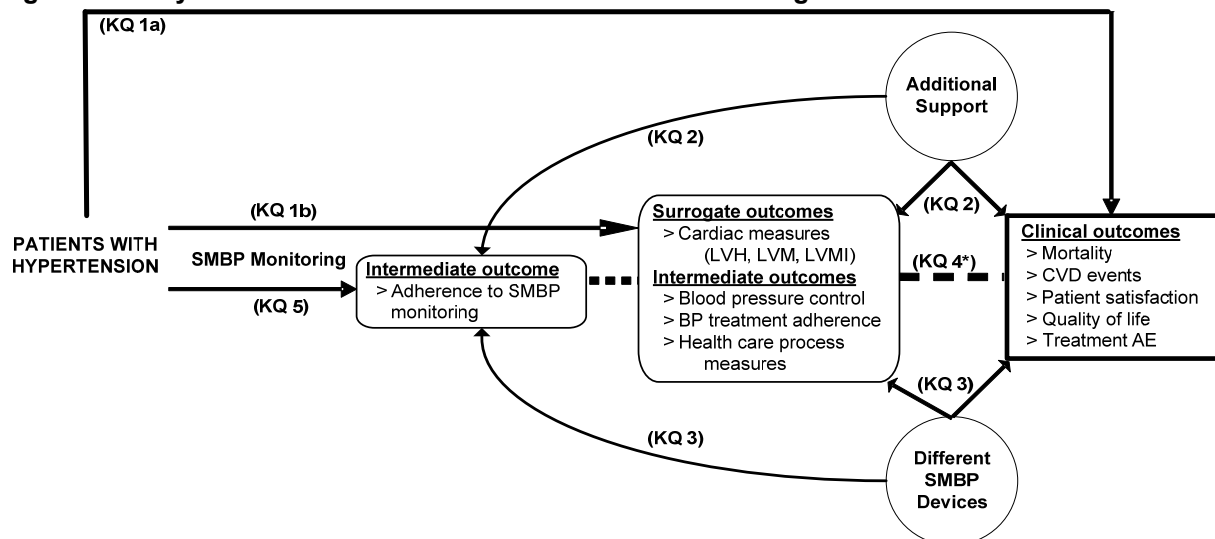 (KQ 1a)
Additional
Support
(KQ 2)
(KQ 1b)
(KQ 2)
PATIENTS WITH
HYPERTENSION
SMBP Monitoring
(KQ 5)
Intermediate outcome
> Adherence to SMBP
monitoring
Surrogate outcomes
> Cardiac measures
(LVH, LVM, LVMI)
Intermediate outcomes
> Blood pressure control
> BP treatment adherence
> Health care process
measures
(KQ 4*)
Clinical outcomes
> Mortality
> CVD events
> Patient satisfaction
> Quality of life
> Treatment AE
(KQ 3)
(KQ 3)
Different
SMBP
Devices